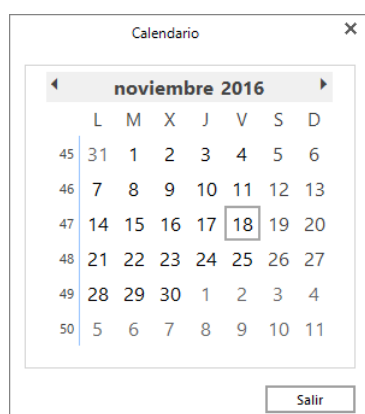 Calendario
noviembre 2016
L M X J V S D
45 31 1 2 3 4 5 6
46 7 8 9 10 11 12 13
47 14 15 16 17 18 19 20
48 21 22 23 24 25 26 27
49 28 29 30 1 2 3 4
50 5 6 7 8 9 10 11
Salir